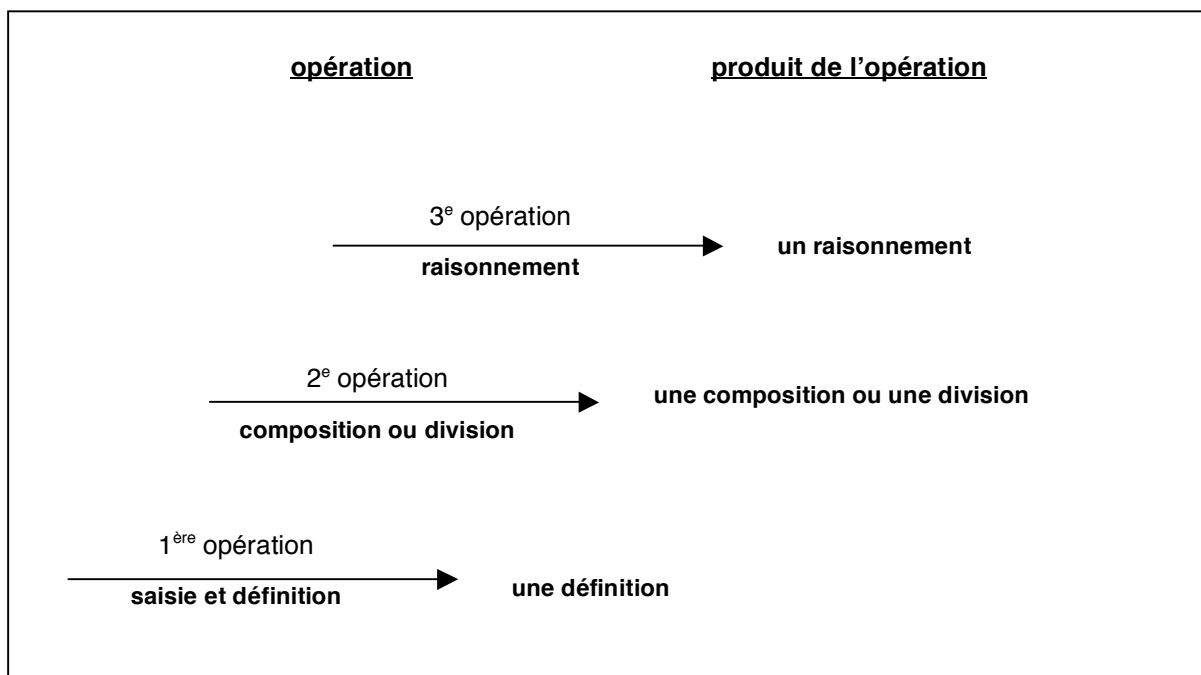 opération
produit de l’opération
3e opération
raisonnement
un raisonnement
2e opération
composition ou division
une composition ou une division
1ère opération
saisie et définition
une définition